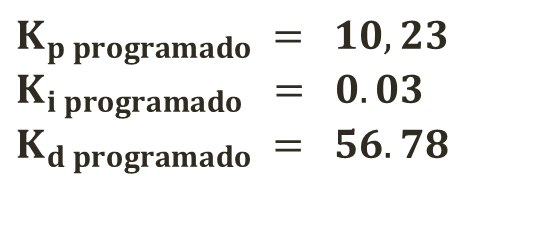 Kp programado = 10,23
Ki programado = 0.03
Kd programado = 56.78